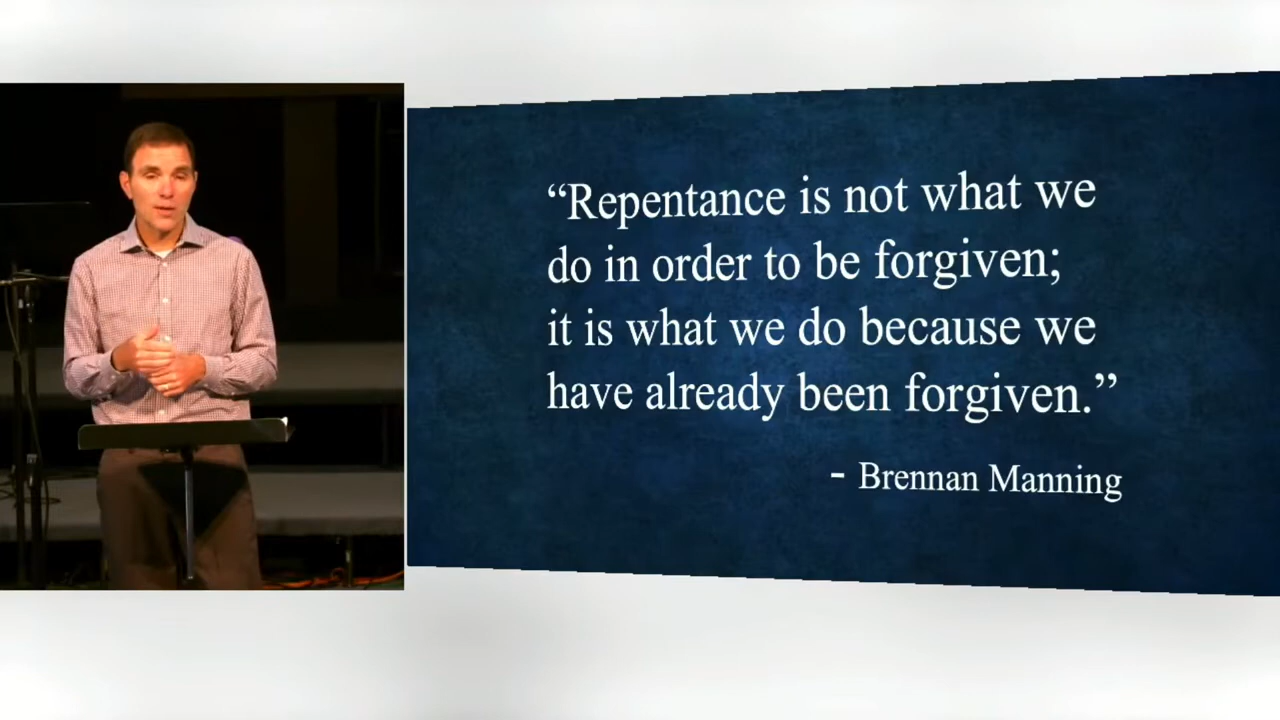 “Repentance is not what we
do in order to be forgiven;
it is what we do because we
have already been forgiven.”
- Brennan Manning